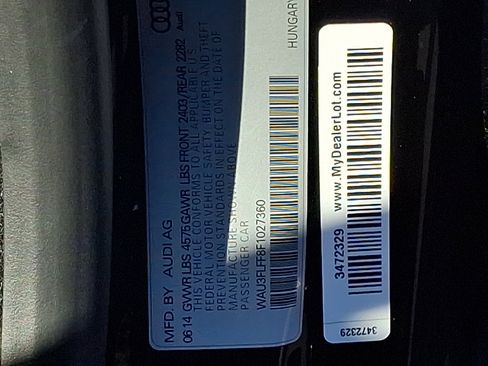 MFD. BY AUDI AG
06 14 GVWR LBS 4575 GAWR LBS FRONT 2403/REAR 2282
THIS VEHICLE CONFORMS TO ALL APPLICABLE U.S.
FEDERAL MOTOR VEHICLE SAFETY, BUMPER AND THEFT
PREVENTION STANDARDS IN EFFECT ON THE DATE OF
MANUFACTURE SHOWN ABOVE
PASSENGER CAR
WAU3FLFF8F1027360
HUNGARY
Audi
www.MyDealerLot.com
3472329
3472329